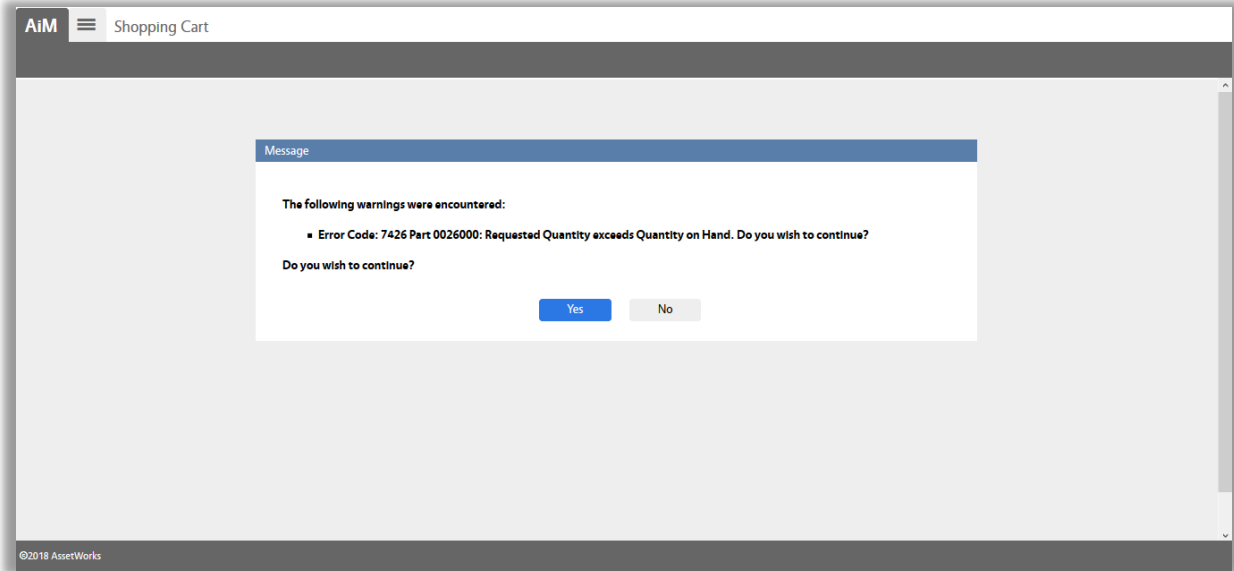 AiM
Shopping Cart
Message
The following warnings were encountered:
Error Code: 7426 Part 0026000: Requested Quantity exceeds Quantity on Hand. Do you wish to continue?
Do you wish to continue?
Yes
No
©2018 AssetWorks